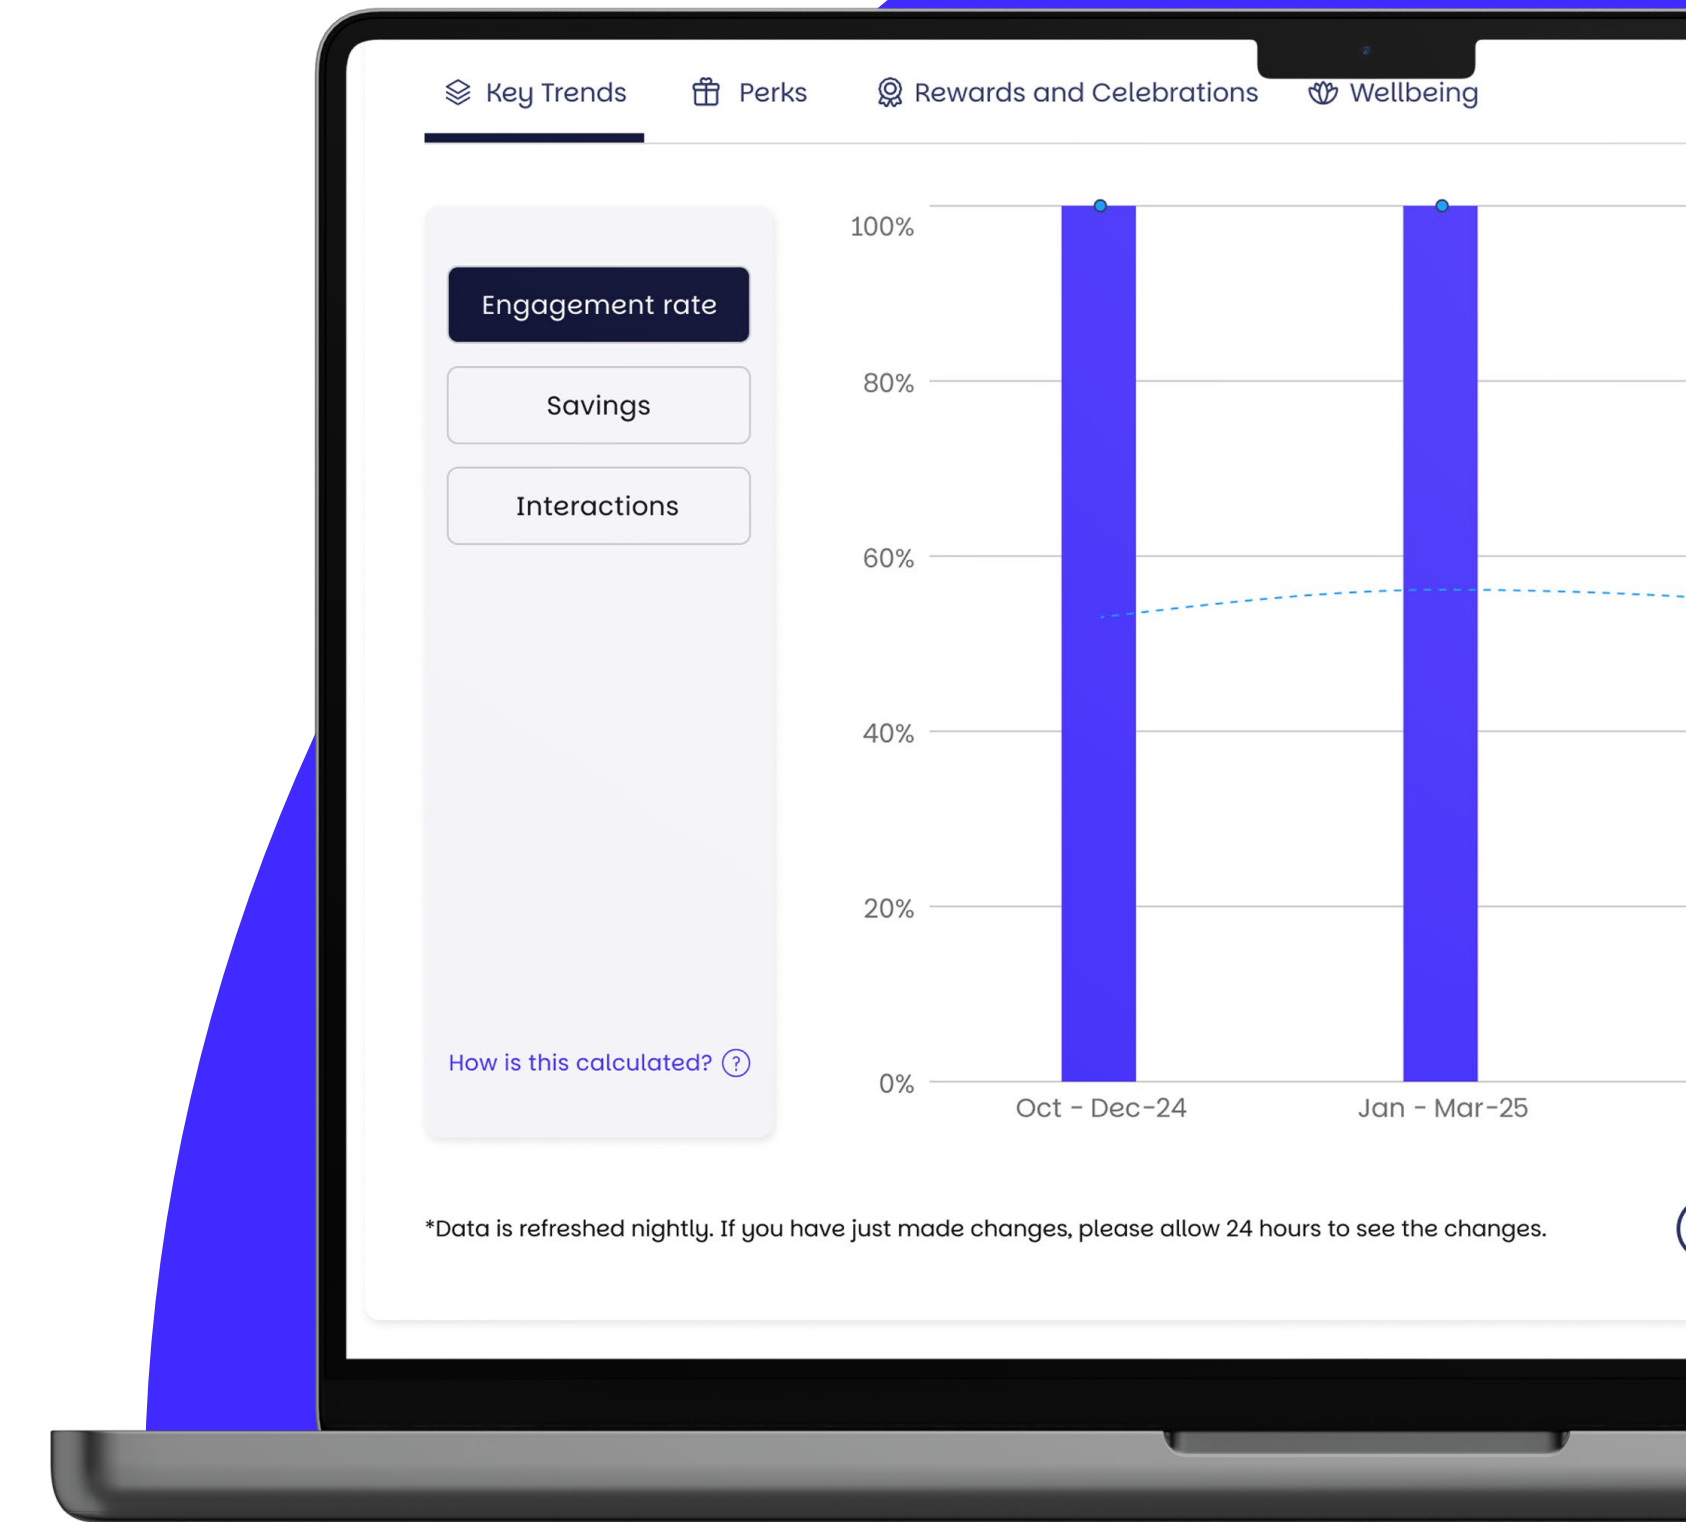 Key Trends
Perks
Rewards and Celebrations
Wellbeing
Engagement rate
Savings
Interactions
How is this calculated? ?
100%
80%
60%
40%
20%
0%
Oct - Dec-24
Jan - Mar-25
*Data is refreshed nightly. If you have just made changes, please allow 24 hours to see the changes.